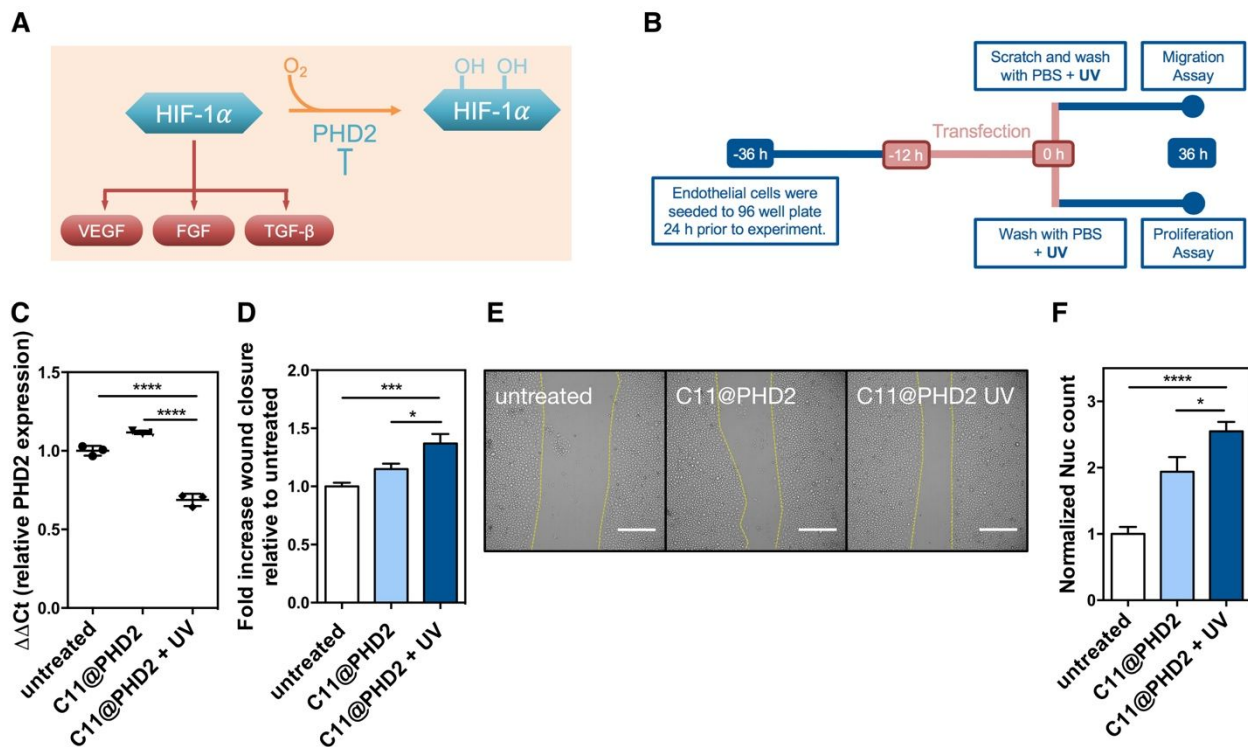 A
O₂
OH OH
HIF-1α
HIF-1α
PHD2
VEGF
FGF
TGF-β
B
Scratch and wash
with PBS + UV
Migration
Assay
Transfection
-36 h
-12 h
0 h
36 h
Endothelial cells were
seeded to 96 well plate
24 h prior to experiment.
Wash with PBS
+ UV
Proliferation
Assay
C
ΔΔCt (relative PHD2 expression)
1.5
1.0
0.5
0.0
****
****
untreated
C11@PHD2
C11@PHD2 + UV
D
Fold increase wound closure
relative to untreated
2.0
1.5
1.0
0.5
0.0
***
*
untreated
C11@PHD2
C11@PHD2 + UV
E
untreated
C11@PHD2
C11@PHD2 UV
F
Normalized Nuc count
3
2
1
0
****
*
untreated
C11@PHD2
C11@PHD2 + UV